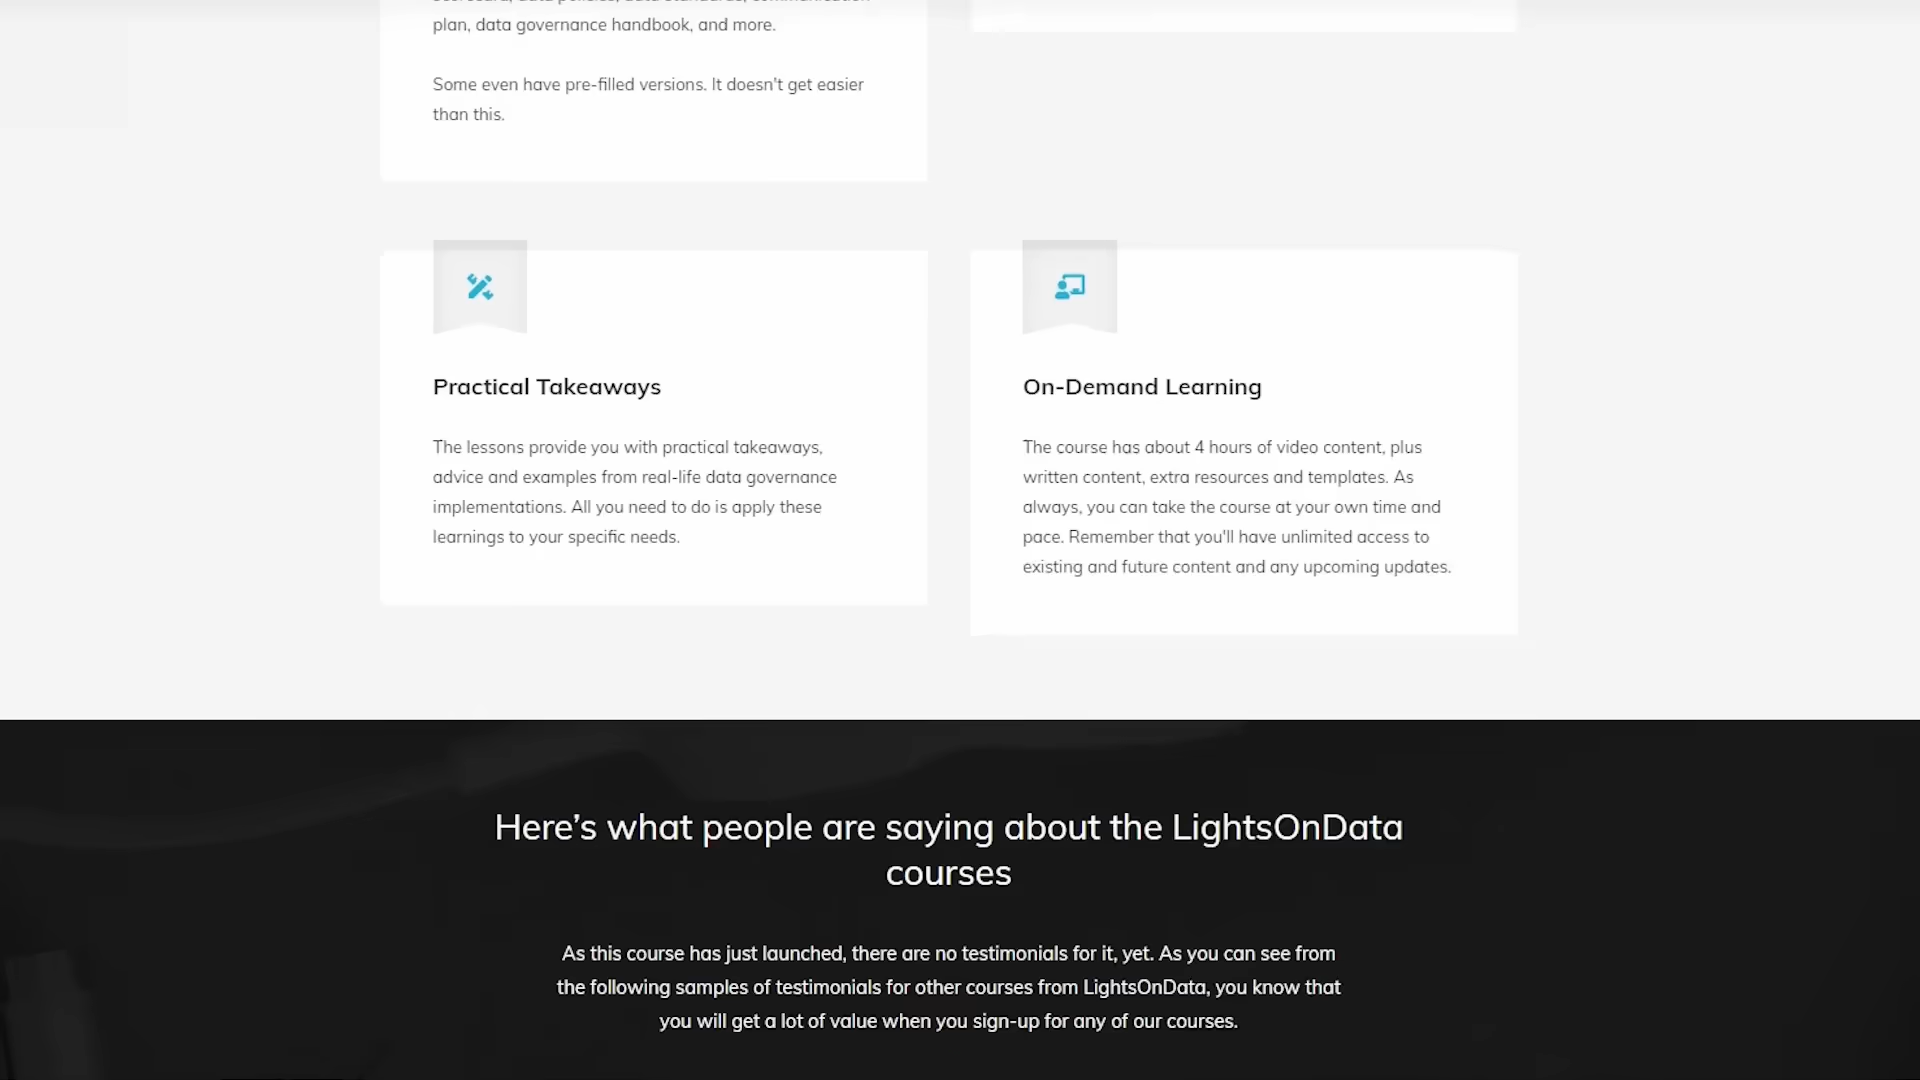 plan, data governance handbook, and more.
Some even have pre-filled versions. It doesn't get easier
than this.
Practical Takeaways
The lessons provide you with practical takeaways,
advice and examples from real-life data governance
implementations. All you need to do is apply these
learnings to your specific needs.
On-Demand Learning
The course has about 4 hours of video content, plus
written content, extra resources and templates. As
always, you can take the course at your own time and
pace. Remember that you'll have unlimited access to
existing and future content and any upcoming updates.
Here’s what people are saying about the LightsOnData
courses
As this course has just launched, there are no testimonials for it, yet. As you can see from
the following samples of testimonials for other courses from LightsOnData, you know that
you will get a lot of value when you sign-up for any of our courses.